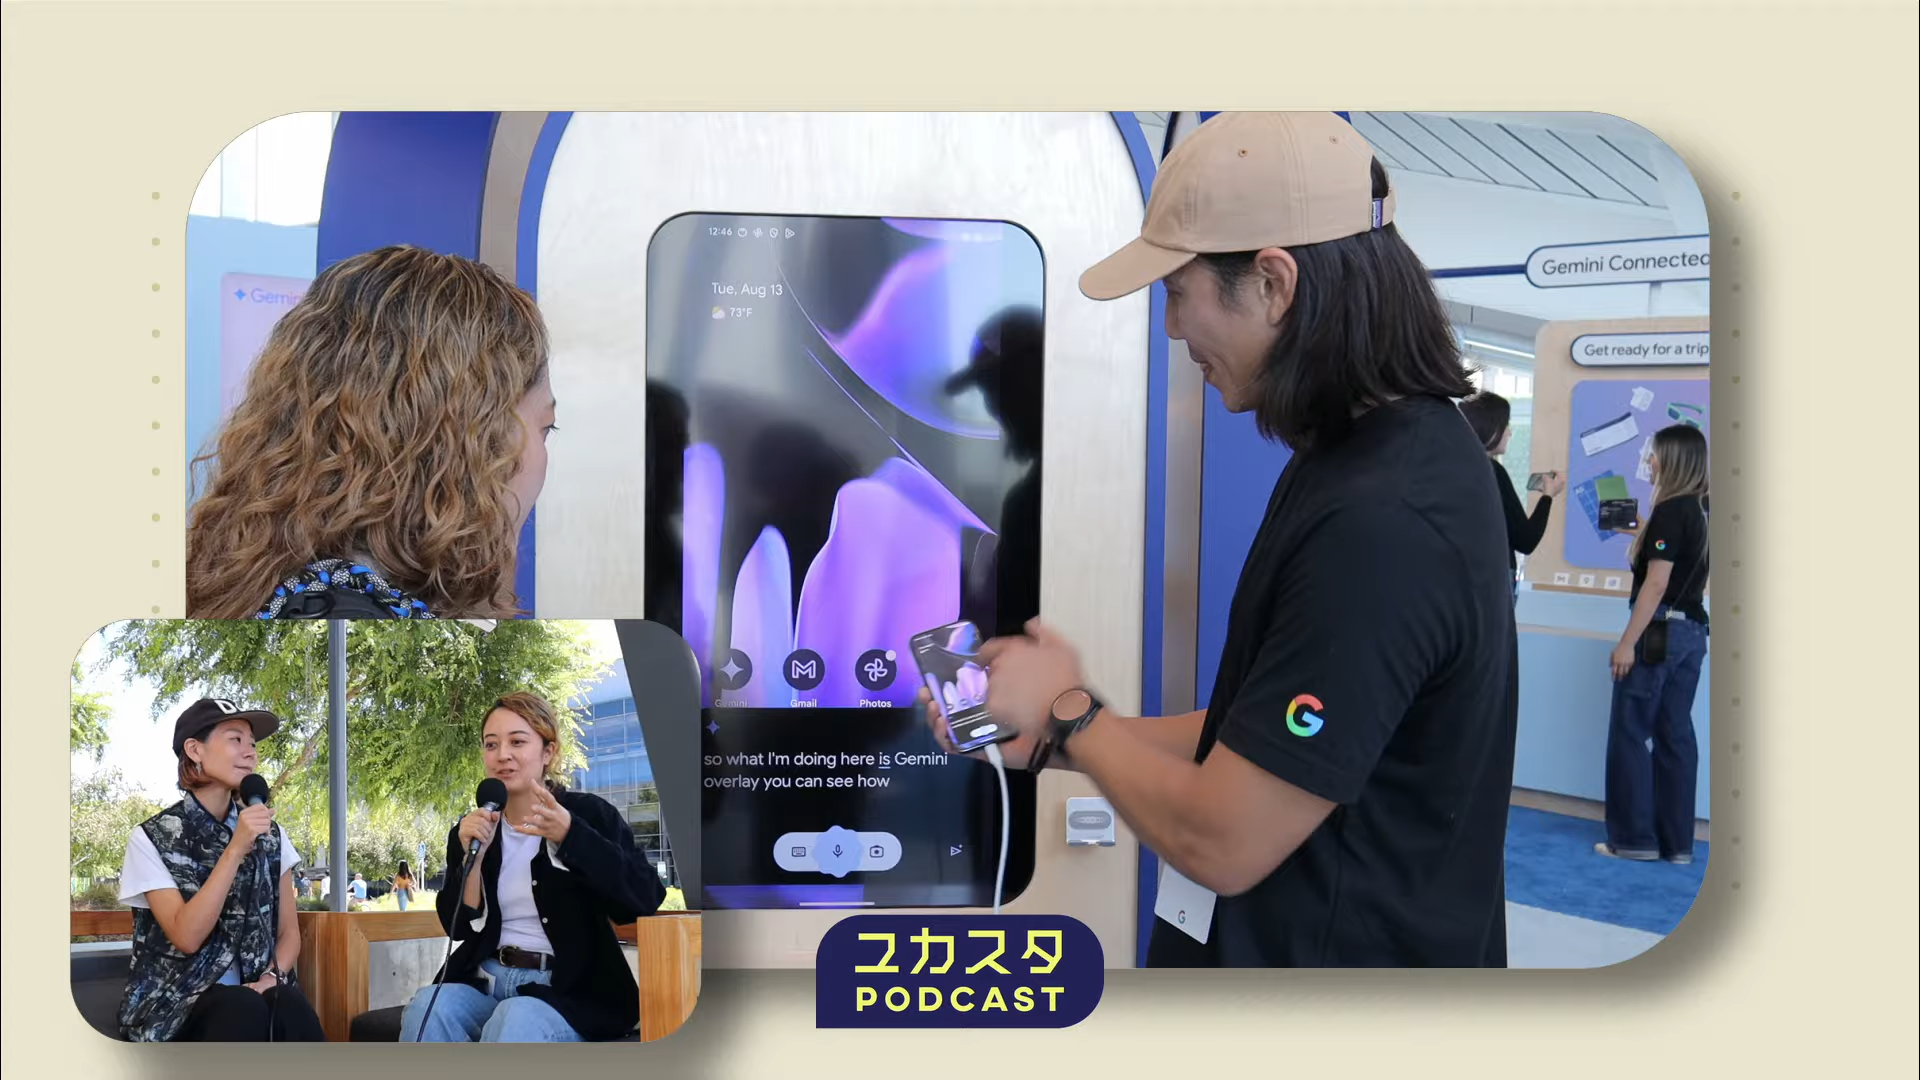 12:46
Tue, Aug 13
73°F
Gemini
Gemini Connected
Get ready for a trip
Gemini
Gmail
Photos
so what I'm doing here is Gemini
overlay you can see how
G
G
D
ユカスタ
PODCAST